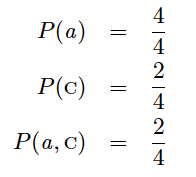 P(a) = 4/4
P(C) = 2/4
P(a, C) = 2/4